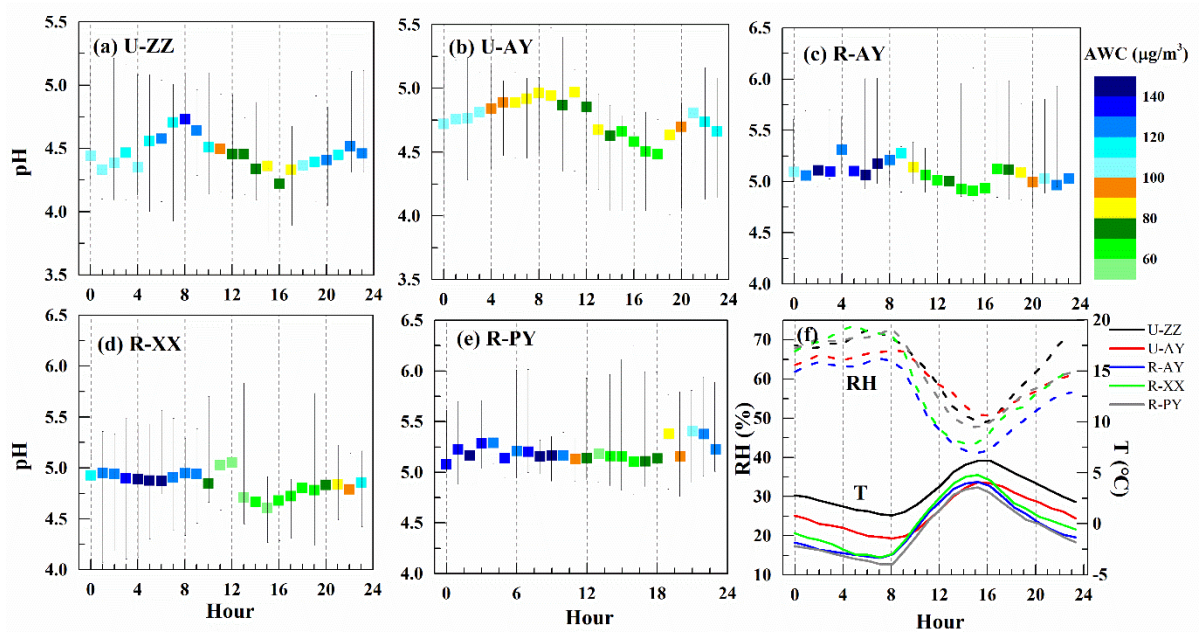 (a) U-ZZ
(b) U-AY
(c) R-AY
AWC (μg/m³)
pH
5.5
5.0
4.5
4.0
3.5
0 4 8 12 16 20 24
5.5
5.0
4.5
4.0
3.5
0 4 8 12 16 20 24
6.5
6.0
5.5
5.0
4.5
4.0
0 4 8 12 16 20 24
140
120
100
80
60
(d) R-XX
(e) R-PY
(f)
pH
6.5
6.0
5.5
5.0
4.5
4.0
0 4 8 12 16 20 24
Hour
6.5
6.0
5.5
5.0
4.5
4.0
0 6 12 18 24
Hour
RH (%)
70
60
50
40
30
20
10
RH
T
0 4 8 12 16 20 24
Hour
20
15
10
5
0
-5
T (°C)
U-ZZ
U-AY
R-AY
R-XX
R-PY